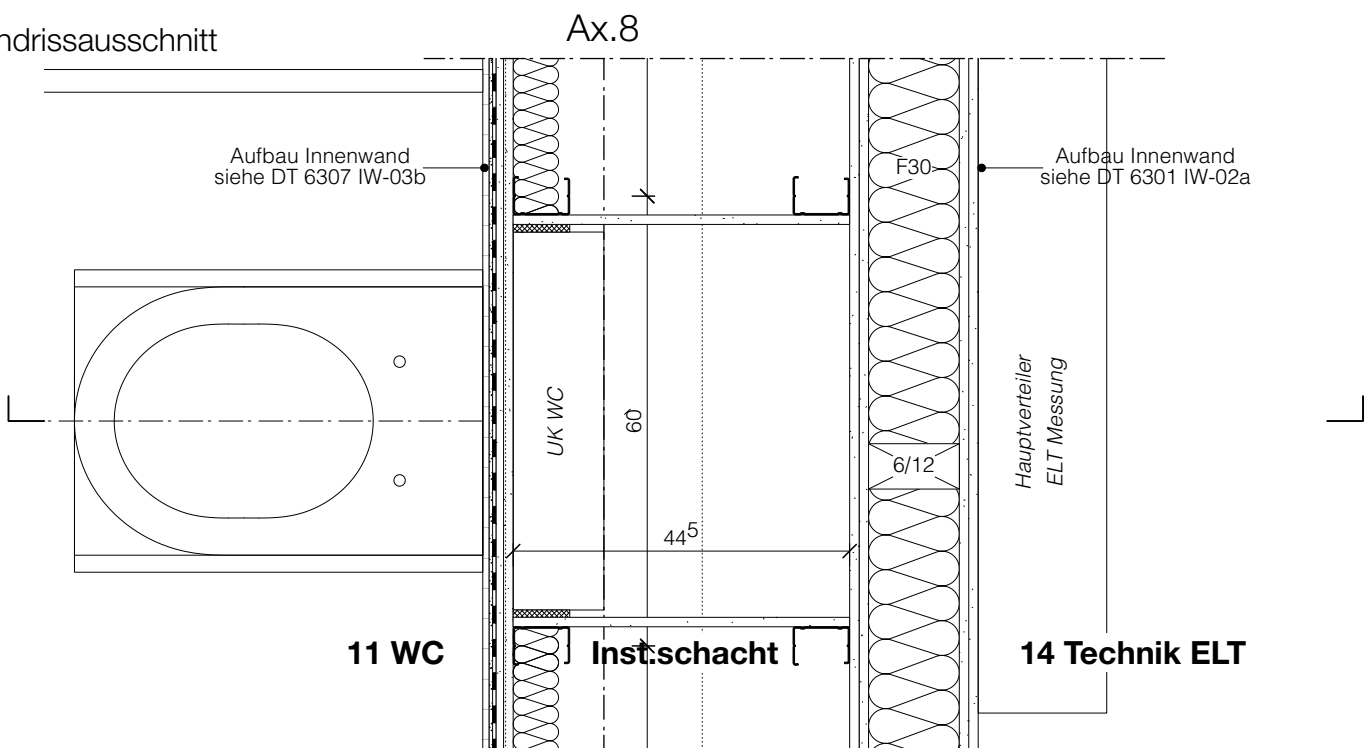 ndrissausschnitt
Ax.8
Aufbau Innenwand
siehe DT 6307 IW-03b
F30
Aufbau Innenwand
siehe DT 6301 IW-02a
UK WC
60
Hauptverteiler
ELT Messung
6/12
44⁵
11 WC
Inst.schacht
14 Technik ELT